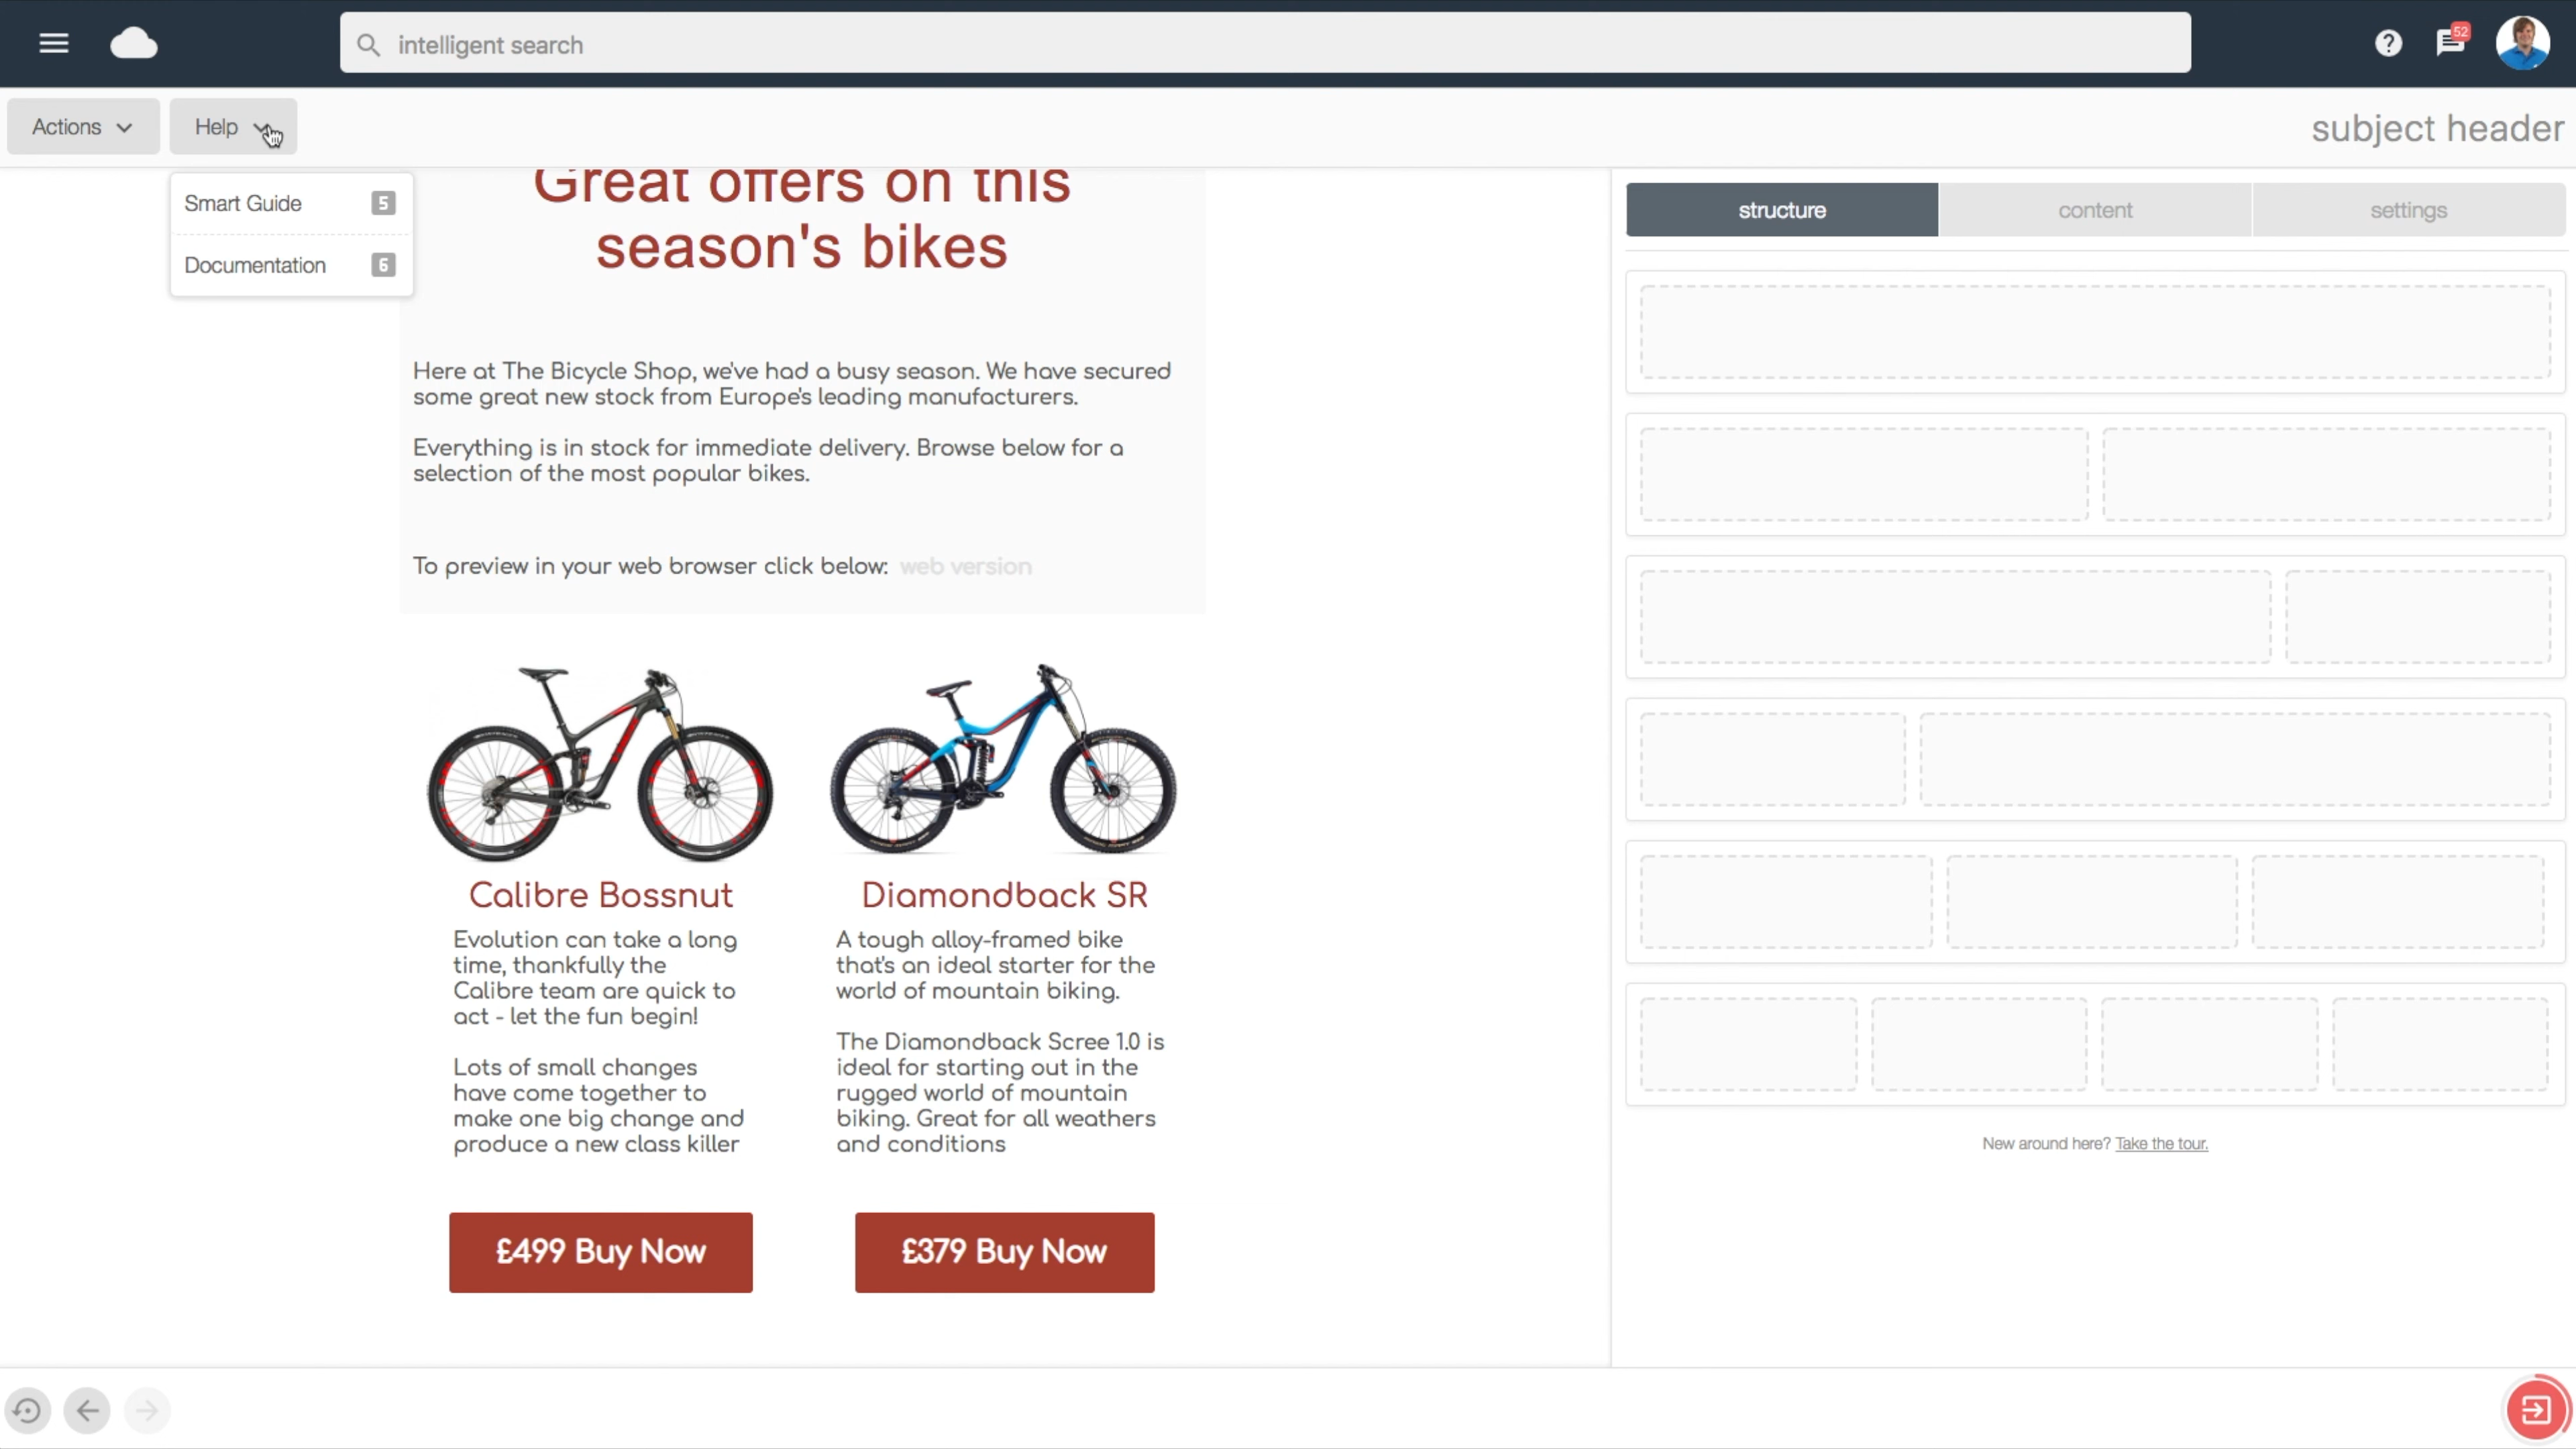 intelligent search
52
Actions
Help
subject header
Smart Guide 5
Documentation 6
Great offers on this
season's bikes
Here at The Bicycle Shop, we've had a busy season. We have secured
some great new stock from Europe's leading manufacturers.
Everything is in stock for immediate delivery. Browse below for a
selection of the most popular bikes.
To preview in your web browser click below: web version
Calibre Bossnut
Evolution can take a long
time, thankfully the
Calibre team are quick to
act - let the fun begin!
Lots of small changes
have come together to
make one big change and
produce a new class killer
£499 Buy Now
Diamondback SR
A tough alloy-framed bike
that's an ideal starter for the
world of mountain biking.
The Diamondback Scree 1.0 is
ideal for starting out in the
rugged world of mountain
biking. Great for all weathers
and conditions
£379 Buy Now
structure
content
settings
New around here? Take the tour.